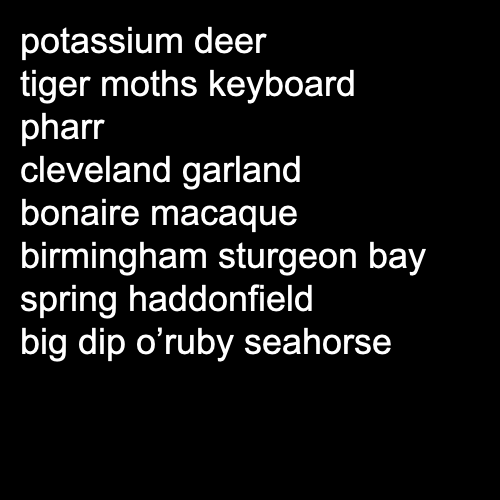 potassium deer
tiger moths keyboard
pharr
cleveland garland
bonaire macaque
birmingham sturgeon bay
spring haddonfield
big dip o’ruby seahorse